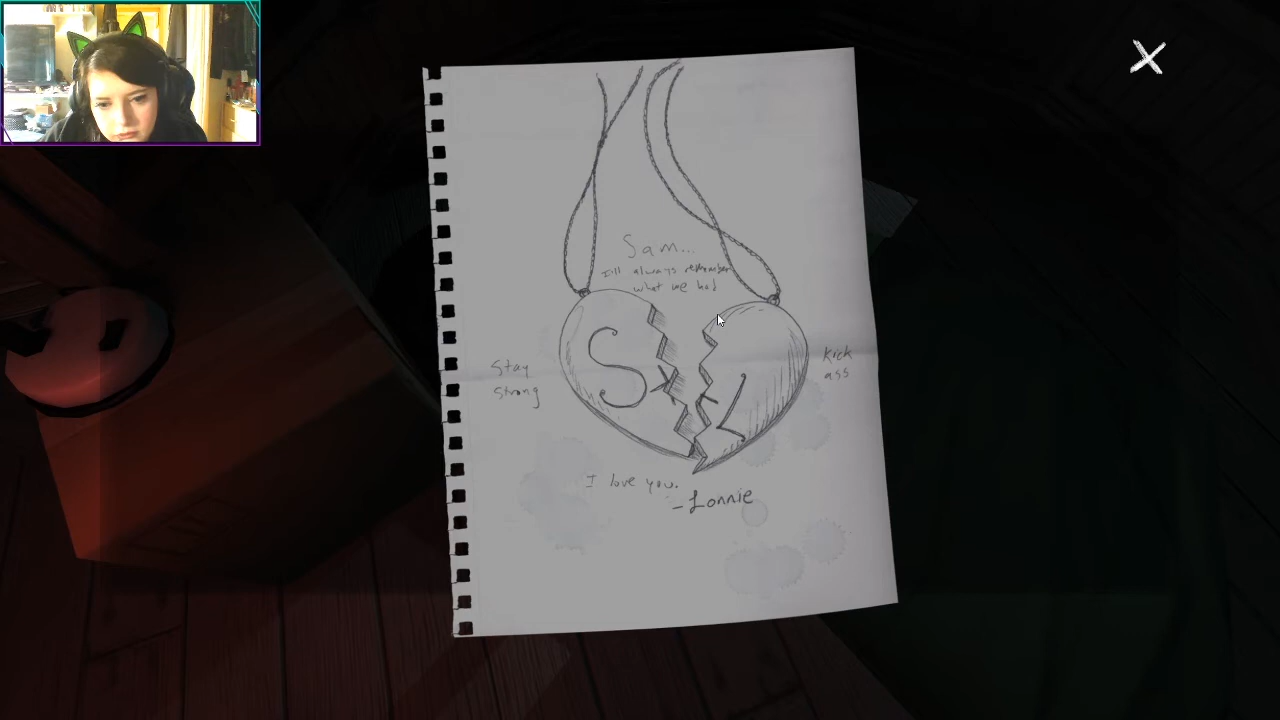 Sam...
I'll always remember
what we had
Stay
strong
Kick
ass
S + L
I love you.
-Lonnie